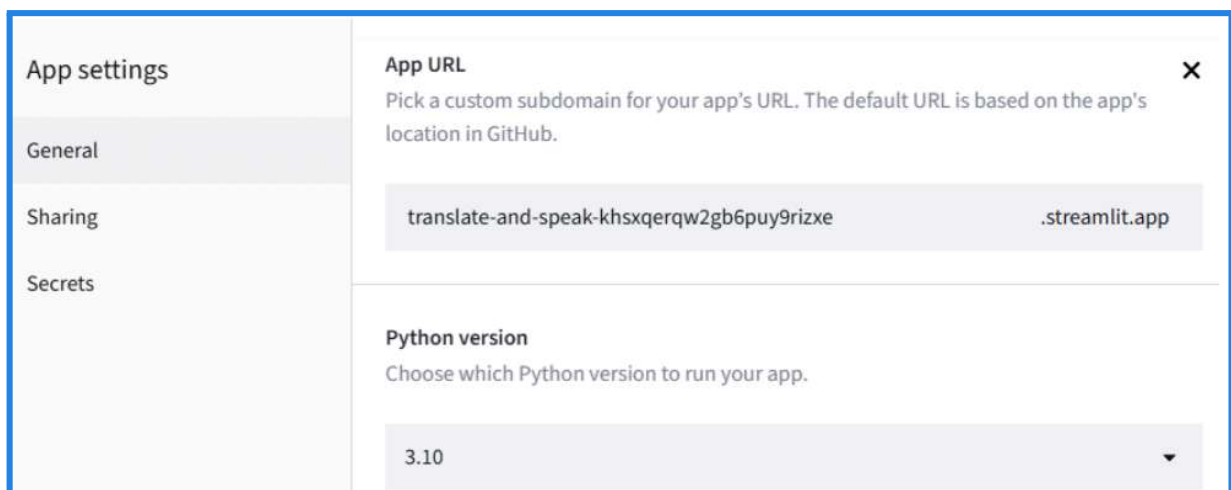 App settings
General
Sharing
Secrets
App URL
Pick a custom subdomain for your app's URL. The default URL is based on the app's
location in GitHub.
translate-and-speak-khsxqerqw2gb6puy9rizxe .streamlit.app
Python version
Choose which Python version to run your app.
3.10